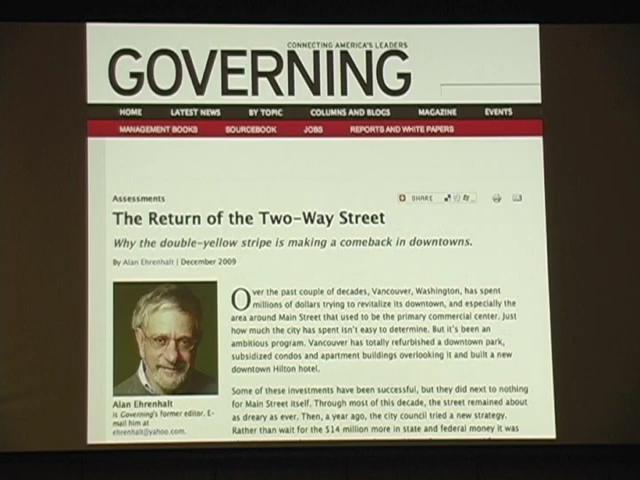 CONNECTING AMERICA'S LEADERS
GOVERNING
HOME LATEST NEWS BY TOPIC COLUMNS AND BLOGS MAGAZINE EVENTS
MANAGEMENT BOOKS SOURCEBOOK JOBS REPORTS AND WHITE PAPERS
Assessments
SHARE
The Return of the Two-Way Street
Why the double-yellow stripe is making a comeback in downtowns.
By Alan Ehrenhalt | December 2009
Over the past couple of decades, Vancouver, Washington, has spent
millions of dollars trying to revitalize its downtown, and especially the
area around Main Street that used to be the primary commercial center. Just
how much the city has spent isn't easy to determine. But it's been an
ambitious program. Vancouver has totally refurbished a downtown park,
subsidized condos and apartment buildings overlooking it and built a new
downtown Hilton hotel.
Some of these investments have been successful, but they did next to nothing
for Main Street itself. Through most of this decade, the street remained about
as dreary as ever. Then, a year ago, the city council tried a new strategy.
Rather than wait for the $14 million more in state and federal money it was
Alan Ehrenhalt
is Governing's former editor. E-
mail him at
ehrenhalt@yahoo.com.